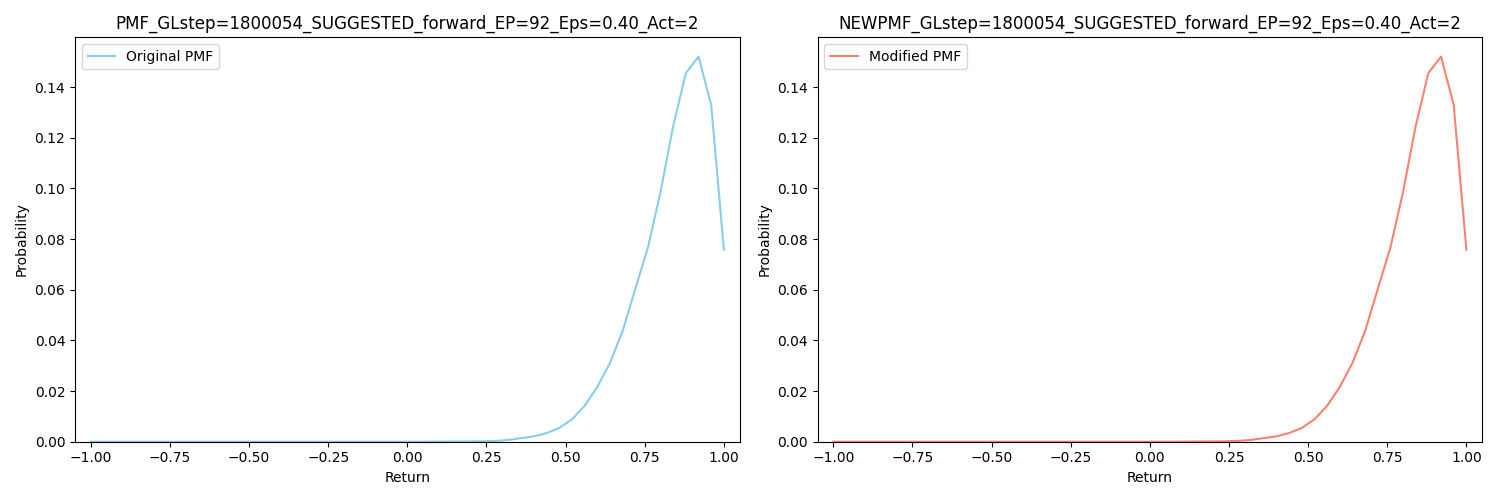 PMF_GLstep=1800054_SUGGESTED_forward_EP=92_Eps=0.40_Act=2
Original PMF
0.14
0.12
0.10
0.08
0.06
0.04
0.02
0.00
Probability
−1.00 −0.75 −0.50 −0.25 0.00 0.25 0.50 0.75 1.00
Return
NEWPMF_GLstep=1800054_SUGGESTED_forward_EP=92_Eps=0.40_Act=2
Modified PMF
0.14
0.12
0.10
0.08
0.06
0.04
0.02
0.00
Probability
−1.00 −0.75 −0.50 −0.25 0.00 0.25 0.50 0.75 1.00
Return